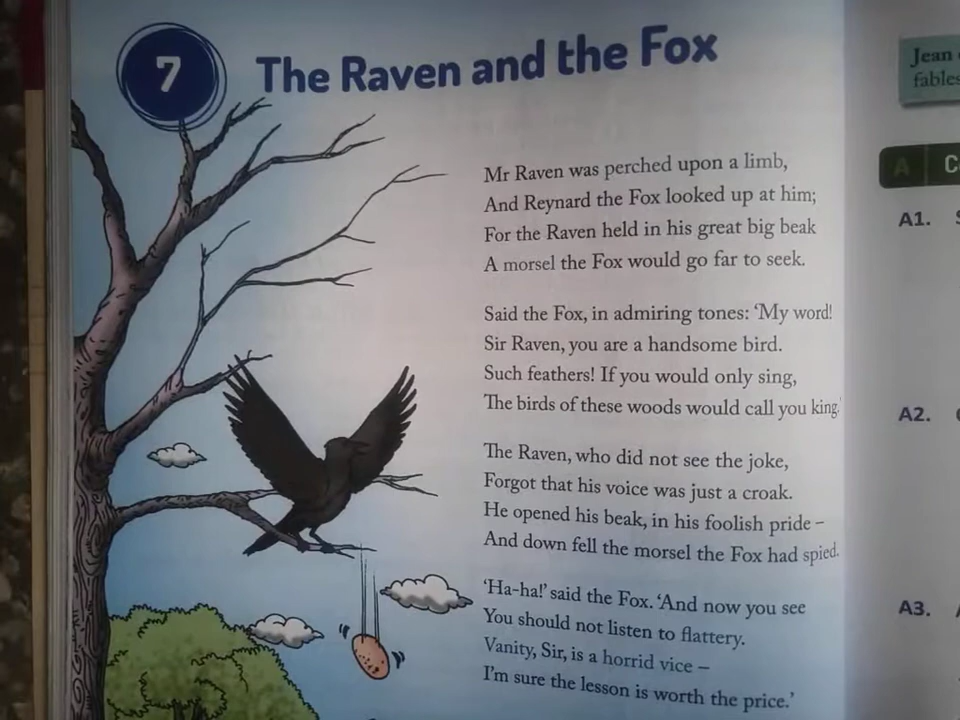 7
The Raven and the Fox
Mr Raven was perched upon a limb,
And Reynard the Fox looked up at him;
For the Raven held in his great big beak
A morsel the Fox would go far to seek.
Said the Fox, in admiring tones: ‘My word!
Sir Raven, you are a handsome bird.
Such feathers! If you would only sing,
The birds of these woods would call you king.’
The Raven, who did not see the joke,
Forgot that his voice was just a croak.
He opened his beak, in his foolish pride –
And down fell the morsel the Fox had spied.
‘Ha-ha!’ said the Fox. ‘And now you see
You should not listen to flattery.
Vanity, Sir, is a horrid vice –
I’m sure the lesson is worth the price.’
Jean
fables
A C
A1.
A2.
A3.